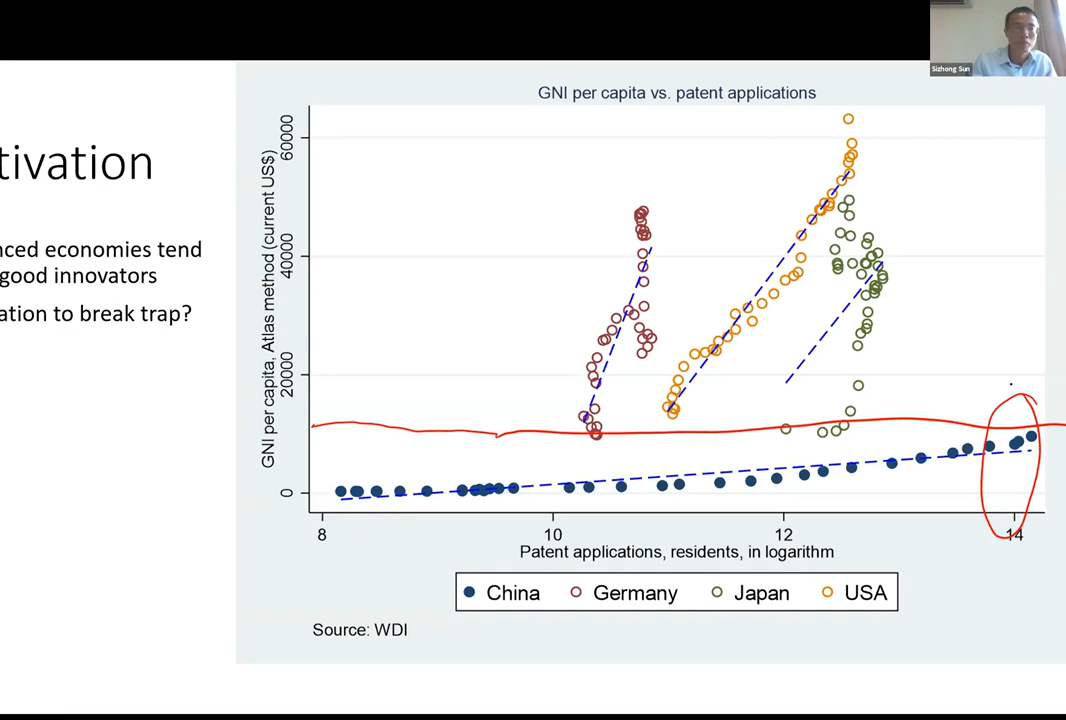 Sizhong Sun
tivation
nced economies tend
good innovators
ation to break trap?
GNI per capita vs. patent applications
GNI per capita, Atlas method (current US$)
60000
40000
20000
0
8 10 12 14
Patent applications, residents, in logarithm
China Germany Japan USA
Source: WDI